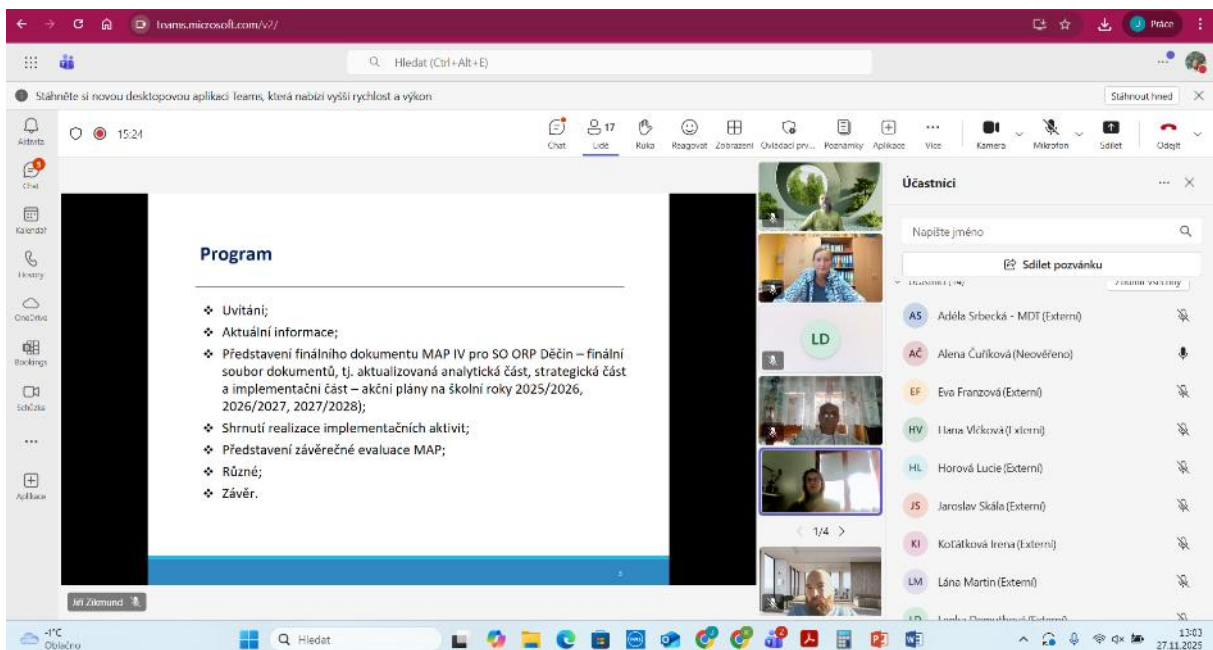 teams.microsoft.com/v2/
Práce
Hledat (Ctrl+Alt+E)
Stáhněte si novou desktopovou aplikaci Teams, která nabízí vyšší rychlost a výkon
Stáhnout hned
Aktivita
15:24
17
Chat
Lidé
Ruka
Reagovat
Zobrazení
Ovládací prv...
Poznámky
Aplikace
Více
Kamera
Mikrofon
Sdílet
Odejít
Chat
Kalendář
Hovory
OneDrive
Bookings
Schůzka
Aplikace
Program
❖ Uvítání;
❖ Aktuální informace;
❖ Představení finálního dokumentu MAP IV pro SO ORP Děčín – finální
soubor dokumentů, tj. aktualizovaná analytická část, strategická část
a implementační část – akční plány na školní roky 2025/2026,
2026/2027, 2027/2028);
❖ Shrnutí realizace implementačních aktivit;
❖ Představení závěrečné evaluace MAP;
❖ Různé;
❖ Závěr.
Jiří Zikmund
LD
1/4
Účastníci
Napište jméno
Sdílet pozvánku
AS Adéla Srbecká - MDT (Externí)
AČ Alena Čuříková (Neověřeno)
EF Eva Franzová (Externí)
HV Hana Vlčková (Externí)
HL Horová Lucie (Externí)
JS Jaroslav Skála (Externí)
KI Koťátková Irena (Externí)
LM Lána Martin (Externí)
-1°C
Oblačno
Hledat
13:03
27.11.2025